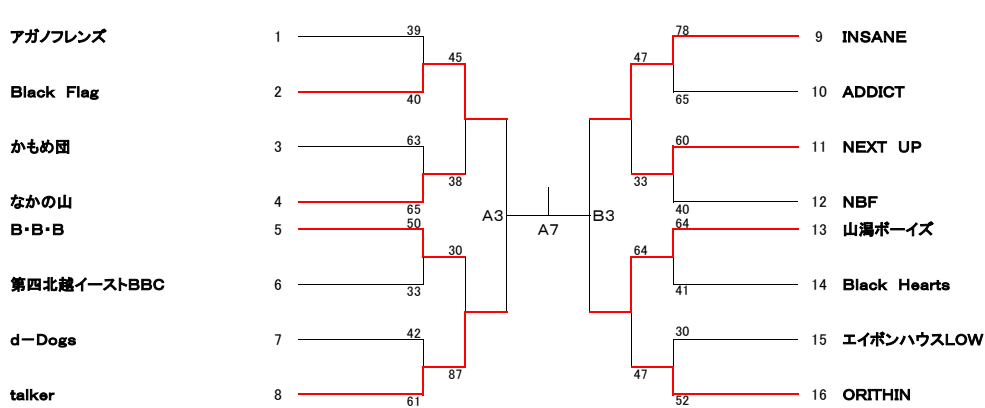 アガノフレンズ 1 39
45
Black Flag 2 40
かもめ団 3 63
38
なかの山 4 65
B・B・B 5 50
30
第四北越イーストBBC 6 33
d－Dogs 7 42
87
talker 8 61
A3
A7
B3
78 9 INSANE
47
65 10 ADDICT
60 11 NEXT UP
33
40 12 NBF
64 13 山潟ボーイズ
64
41 14 Black Hearts
30 15 エイボンハウスLOW
47
52 16 ORITHIN